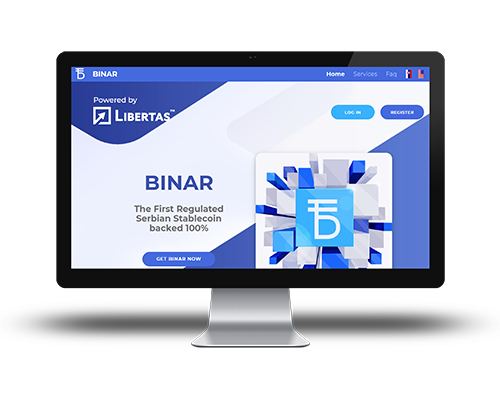 BINAR
Home Services Faq
Powered by
LIBERTAS™
LOG IN REGISTER
BINAR
The First Regulated
Serbian Stablecoin
backed 100%
GET BINAR NOW